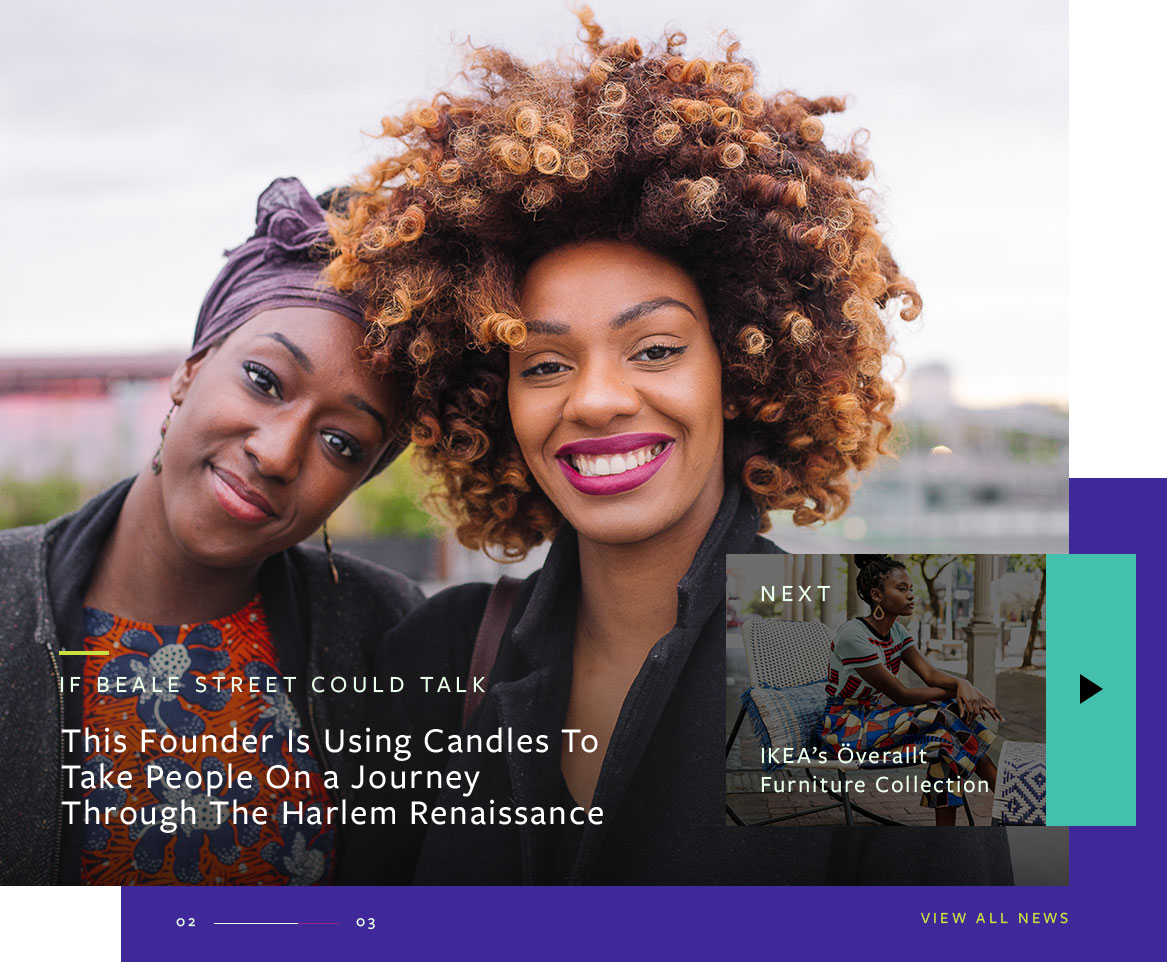 NEXT
IF BEALE STREET COULD TALK
This Founder Is Using Candles To
Take People On a Journey
Through The Harlem Renaissance
IKEA’s Överallt
Furniture Collection
02
03
VIEW ALL NEWS